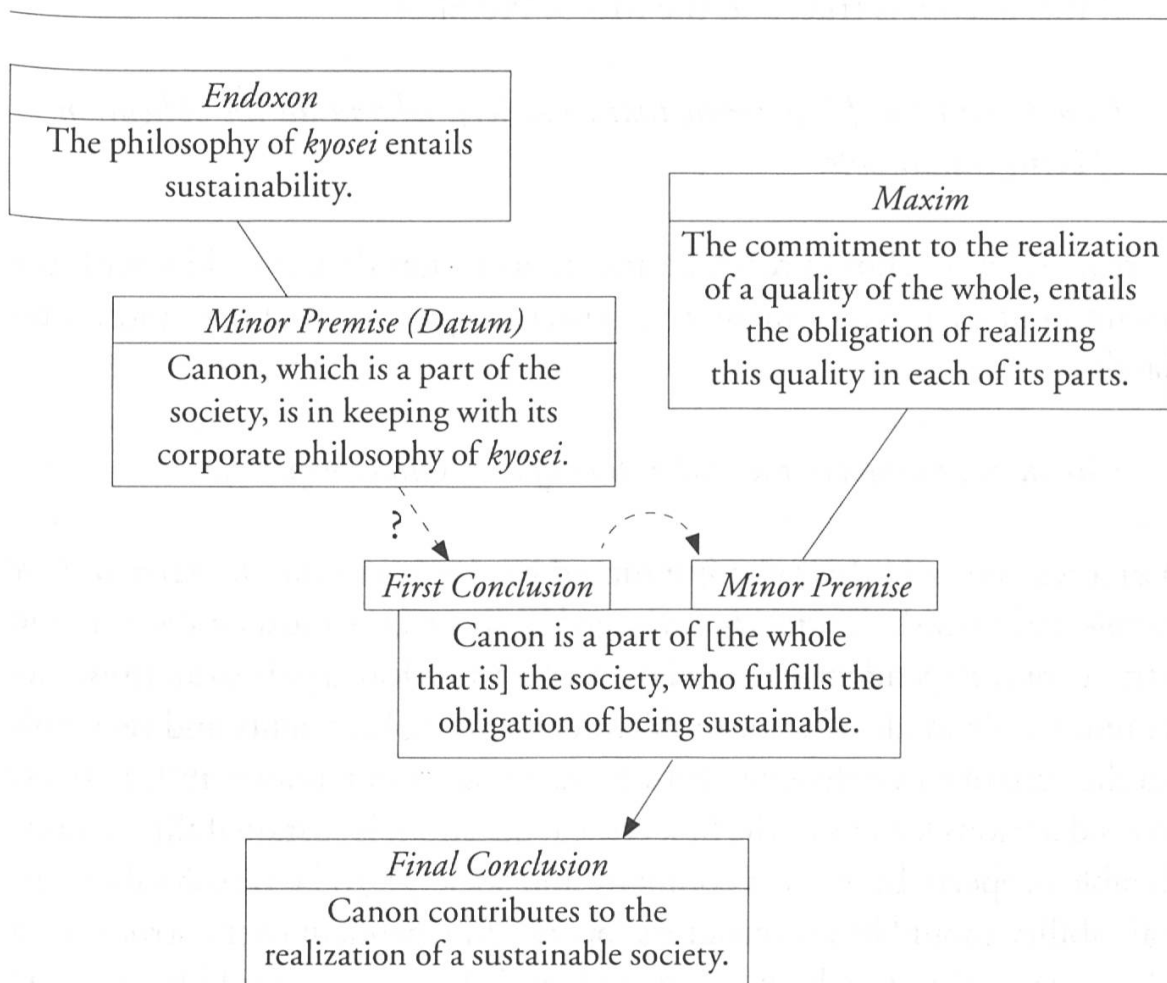 Endoxon
The philosophy of kyosei entails
sustainability.
Maxim
The commitment to the realization
of a quality of the whole, entails
the obligation of realizing
this quality in each of its parts.
Minor Premise (Datum)
Canon, which is a part of the
society, is in keeping with its
corporate philosophy of kyosei.
?
First Conclusion
Minor Premise
Canon is a part of [the whole
that is] the society, who fulfills the
obligation of being sustainable.
Final Conclusion
Canon contributes to the
realization of a sustainable society.